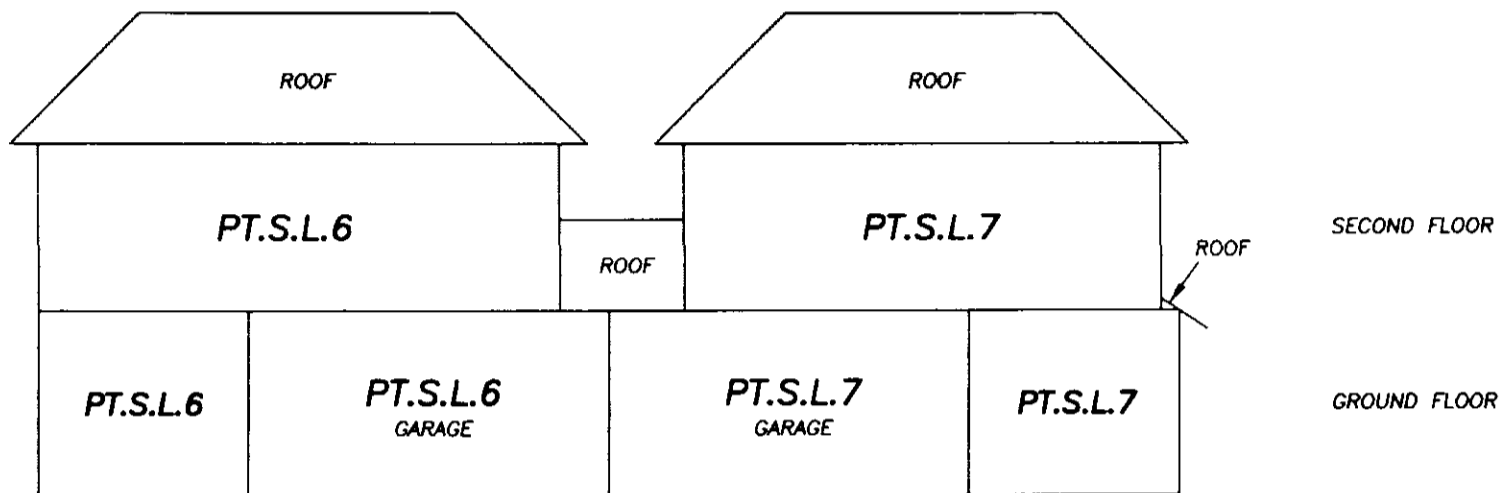 ROOF
ROOF
PT.S.L.6
PT.S.L.7
SECOND FLOOR
ROOF
ROOF
PT.S.L.6
PT.S.L.6
GARAGE
PT.S.L.7
GARAGE
PT.S.L.7
GROUND FLOOR